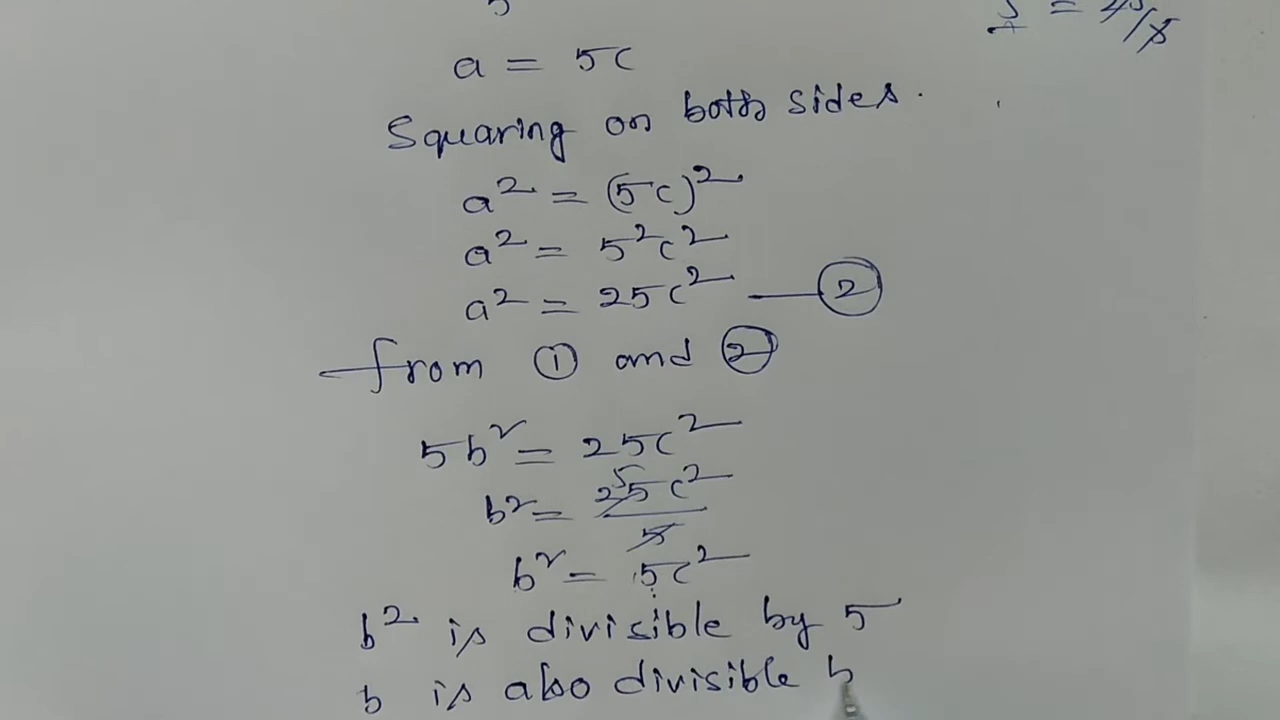 a = 5c
Squaring on both sides.
a² = (5c)²
a² = 5²c²
a² = 25c² — ②
from ① and ②
5b² = 25c²
b² = 25c²/5
5
b² = 5c²
b² is divisible by 5
b is also divisible b